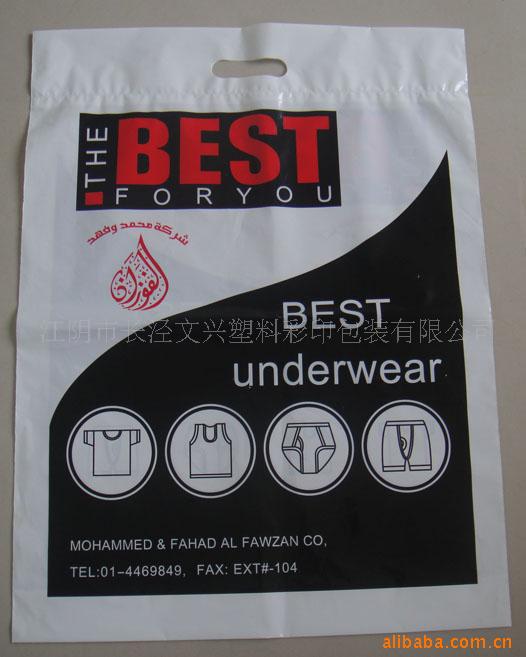 THE
BEST
FOR YOU
شركة محمد وفهد
الفوزان
BEST
underwear
江阴市长泾文兴塑料彩印包装有限公司
MOHAMMED & FAHAD AL FAWZAN CO,
TEL:01-4469849, FAX: EXT#-104
alibaba.com.cn